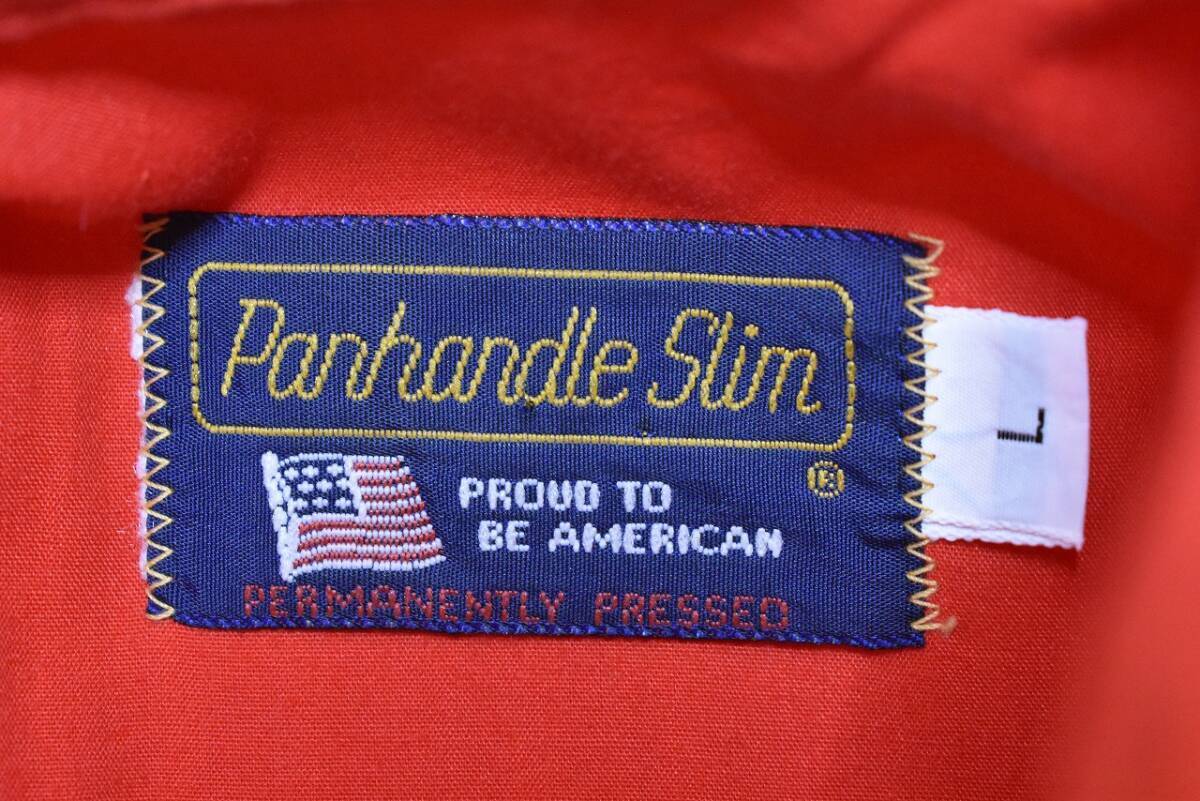 Panhandle Slim
®
PROUD TO
BE AMERICAN
PERMANENTLY PRESSED
L